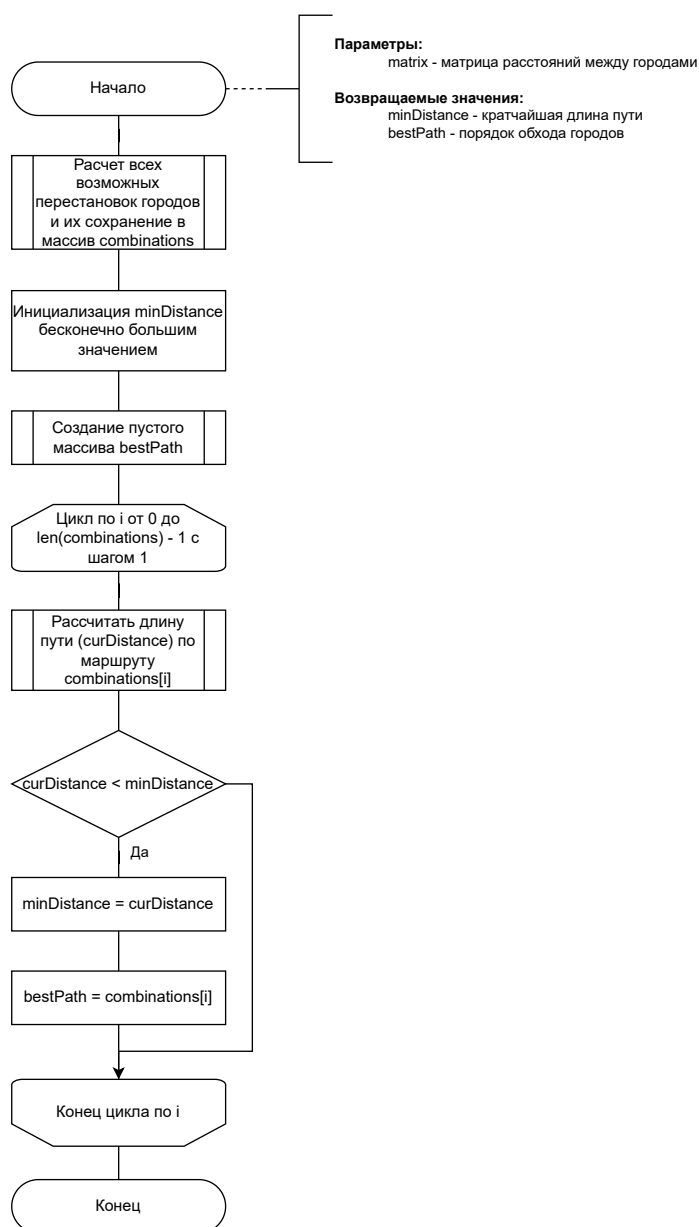 Параметры:
matrix - матрица расстояний между городами
Возвращаемые значения:
minDistance - кратчайшая длина пути
bestPath - порядок обхода городов
Начало
Расчет всех
возможных
перестановок городов
и их сохранение в
массив combinations
Инициализация minDistance
бесконечно большим
значением
Создание пустого
массива bestPath
Цикл по i от 0 до
len(combinations) - 1 с
шагом 1
Рассчитать длину
пути (curDistance) по
маршруту
combinations[i]
curDistance < minDistance
Да
minDistance = curDistance
bestPath = combinations[i]
Конец цикла по i
Конец